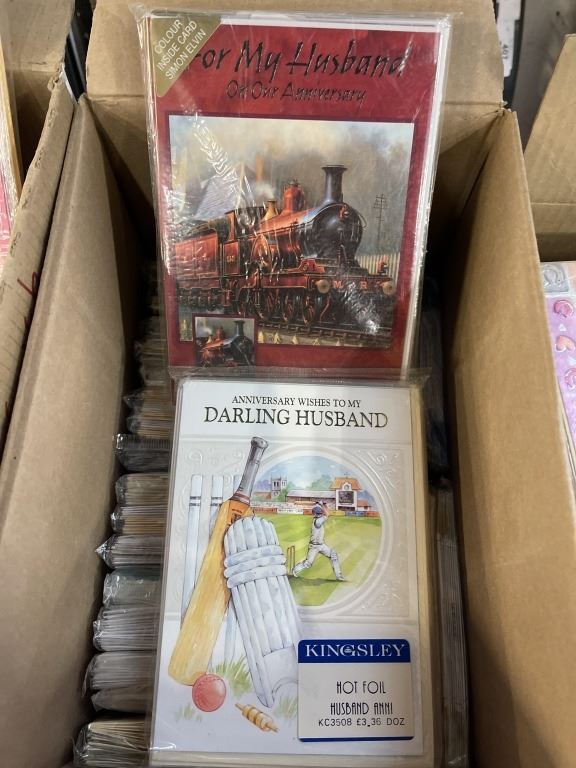 COLOUR
INSIDE CARD
SIMON ELVIN
For My Husband
On Our Anniversary
M R
ANNIVERSARY WISHES TO MY
DARLING HUSBAND
KINGSLEY
HOT FOIL
HUSBAND ANNI
KC3508 £3.36 DOZ